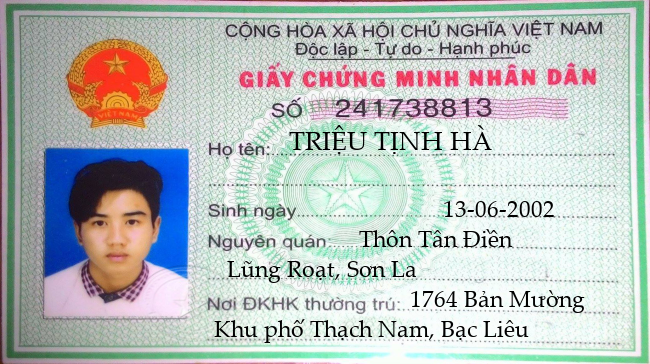 CỘNG HÒA XÃ HỘI CHỦ NGHĨA VIỆT NAM
Độc lập - Tự do - Hạnh phúc
GIẤY CHỨNG MINH NHÂN DÂN
SỐ 241738813
Họ tên: TRIỆU TỊNH HÀ
Sinh ngày 13-06-2002
Nguyên quán: Thôn Tân Điền
Lũng Roạt, Sơn La
Nơi ĐKHK thường trú: 1764 Bản Mường
Khu phố Thạch Nam, Bạc Liêu
VIỆT NAM